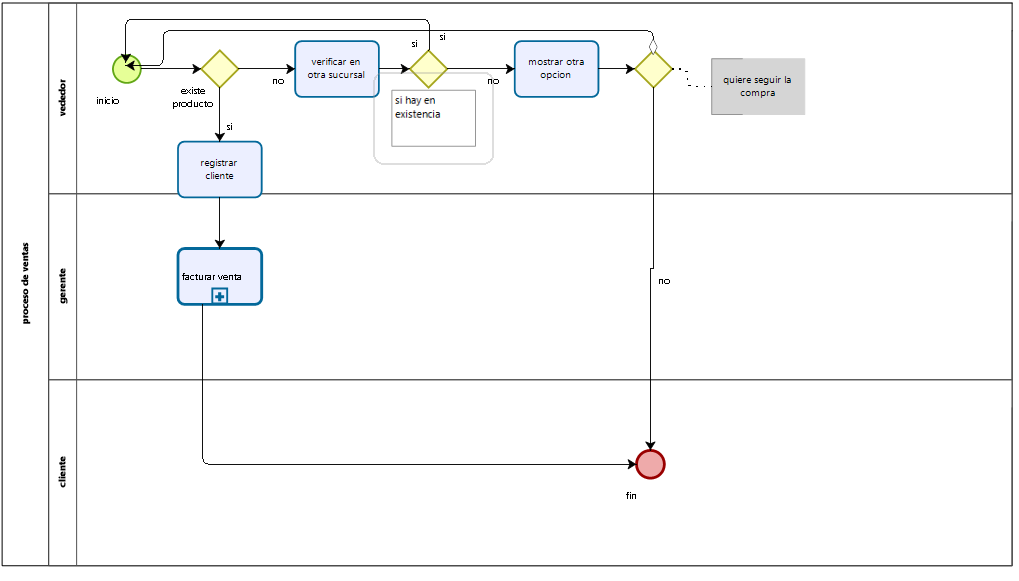 proceso de ventas
vededor
inicio
existe
producto
no
si
verificar en
otra sucursal
si
si
si hay en
existencia
no
mostrar otra
opcion
quiere seguir la
compra
registrar
cliente
gerente
facturar venta
no
cliente
fin